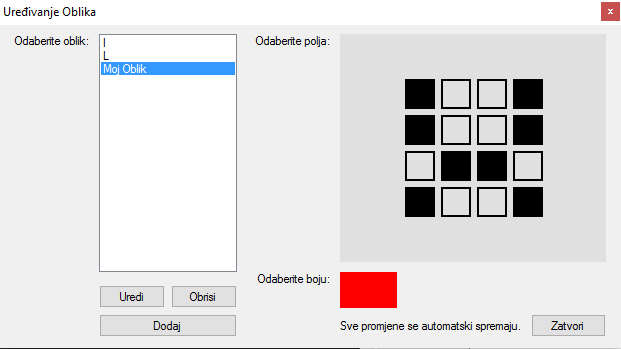 Uređivanje Oblika
x
Odaberite oblik:
I
L
Moj Oblik
Odaberite polja:
Odaberite boju:
Uredi
Obrisi
Dodaj
Sve promjene se automatski spremaju.
Zatvori